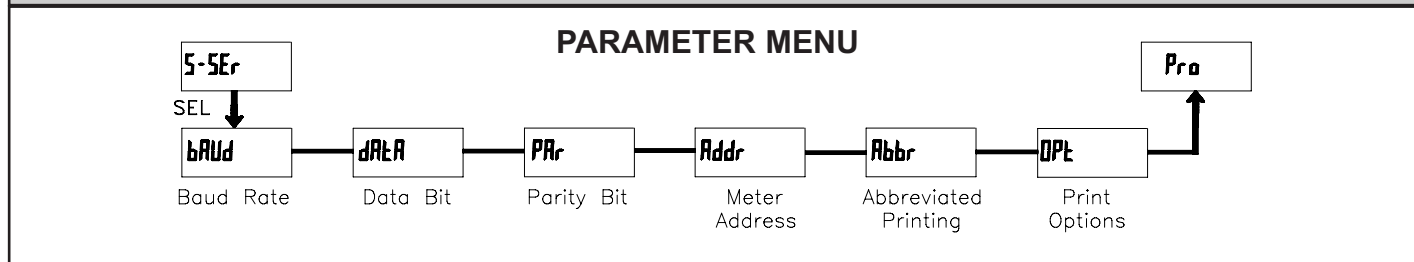 PARAMETER MENU
5-SEr
Pro
SEL
bAUd
dAtA
PAr
Addr
Abbr
OPt
Baud Rate
Data Bit
Parity Bit
Meter
Address
Abbreviated
Printing
Print
Options